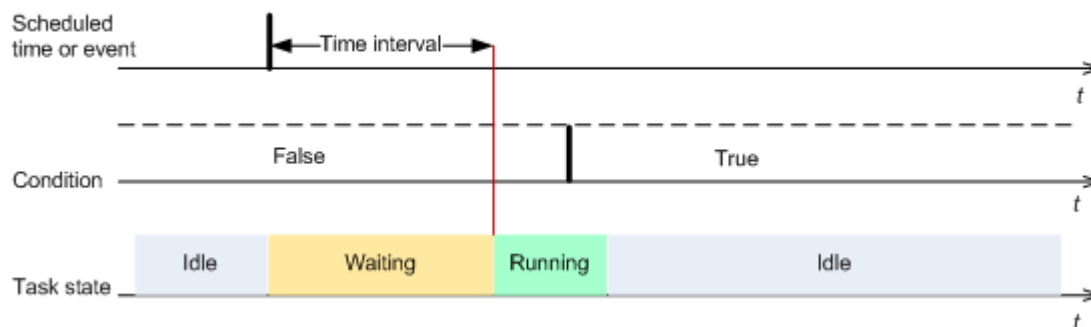 Scheduled
time or event
Time interval
t
False
True
Condition
t
Idle
Waiting
Running
Idle
Task state
t